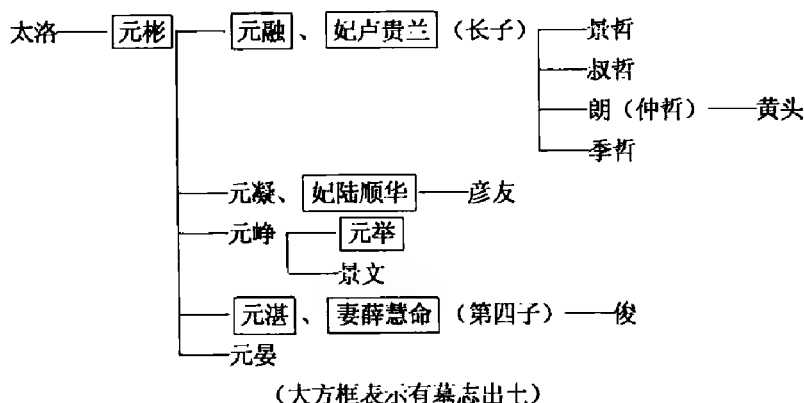 太洛 元彬 元融、妃卢贵兰（长子） 景哲
叔哲
朗（仲哲） 黄头
季哲
元凝、妃陆顺华 彦友
元峥 元举
景文
元湛、妻薛慧命（第四子） 俊
元晏
（大方框表示有墓志出土）